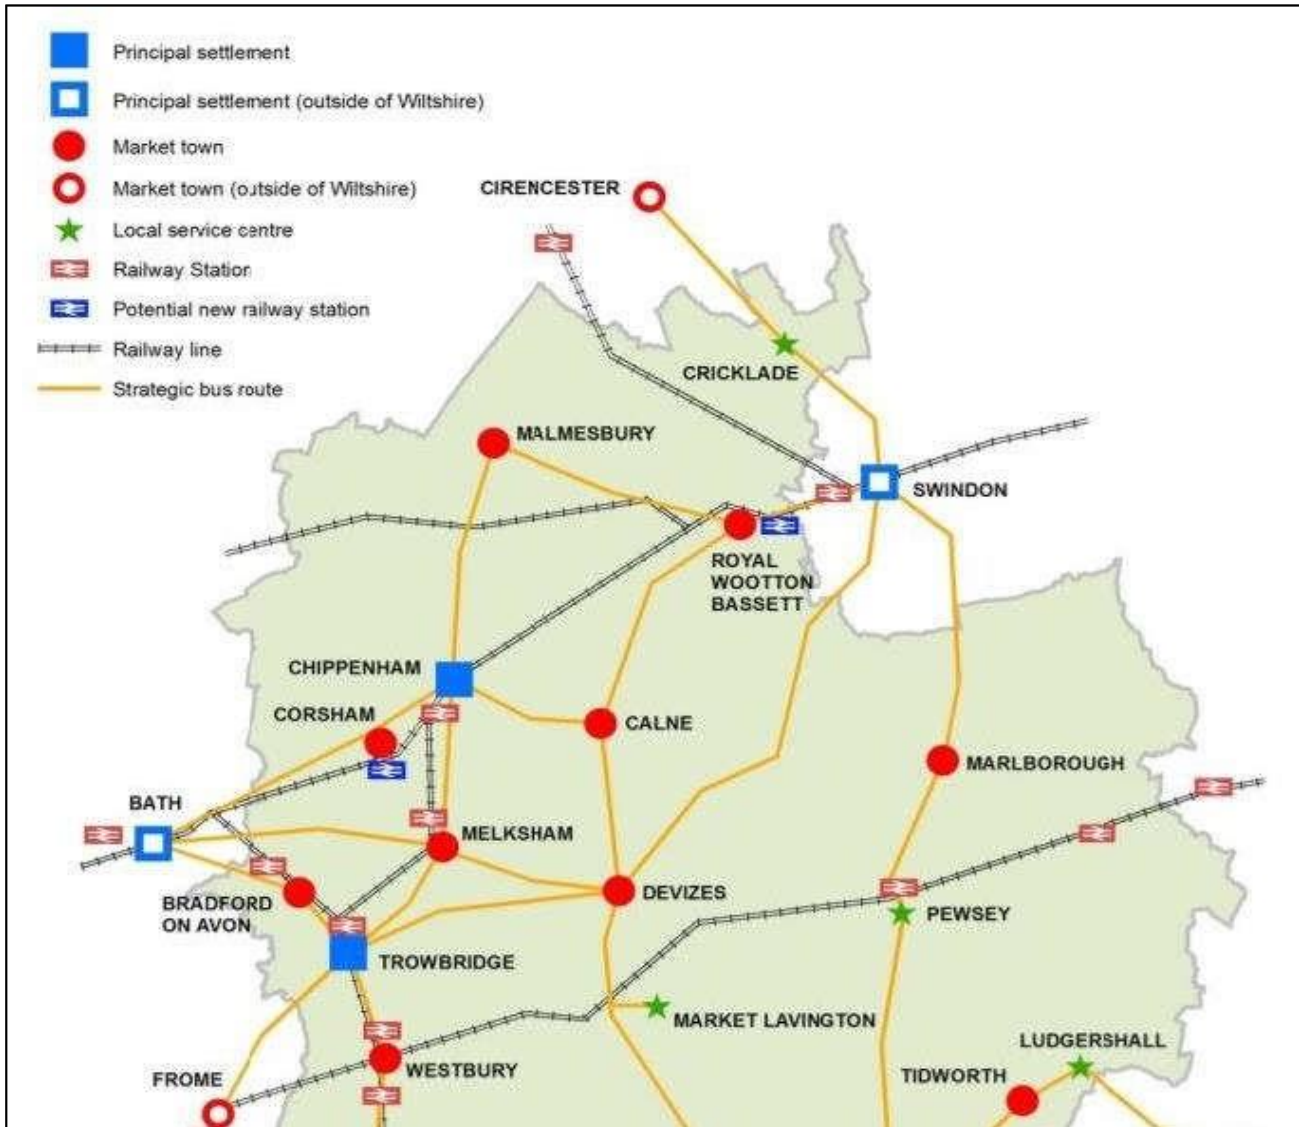 Principal settlement
Principal settlement (outside of Wiltshire)
Market town
Market town (outside of Wiltshire)
Local service centre
Railway Station
Potential new railway station
Railway line
Strategic bus route
CIRENCESTER
CRICKLADE
MALMESBURY
SWINDON
ROYAL
WOOTTON
BASSETT
CHIPPENHAM
CORSHAM
CALNE
MARLBOROUGH
BATH
MELKSHAM
DEVIZES
BRADFORD
ON AVON
PEWSEY
TROWBRIDGE
MARKET LAVINGTON
LUDGERSHALL
WESTBURY
TIDWORTH
FROME